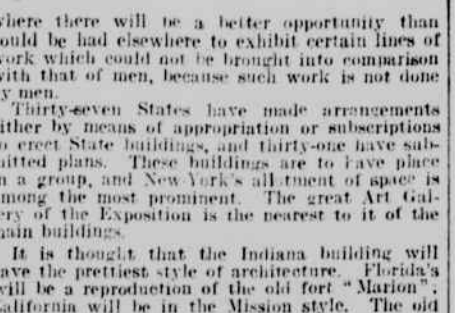 where there will be a better opportunity than
could be had elsewhere to exhibit certain lines of
work which could not be brought into comparison
with that of men, because such work is not done
by men.
Thirty-seven States have made arrangements
either by means of appropriation or subscriptions
to erect State buildings, and thirty-one have sub-
mitted plans. These buildings are to have place
in a group, and New-York's allotment of space is
among the most prominent. The great Art Gal-
lery of the Exposition is the nearest to it of the
main buildings.
It is thought that the Indiana building will
have the prettiest style of architecture. Florida's
will be a reproduction of the old fort "Marion";
California will be in the Mission style. The old